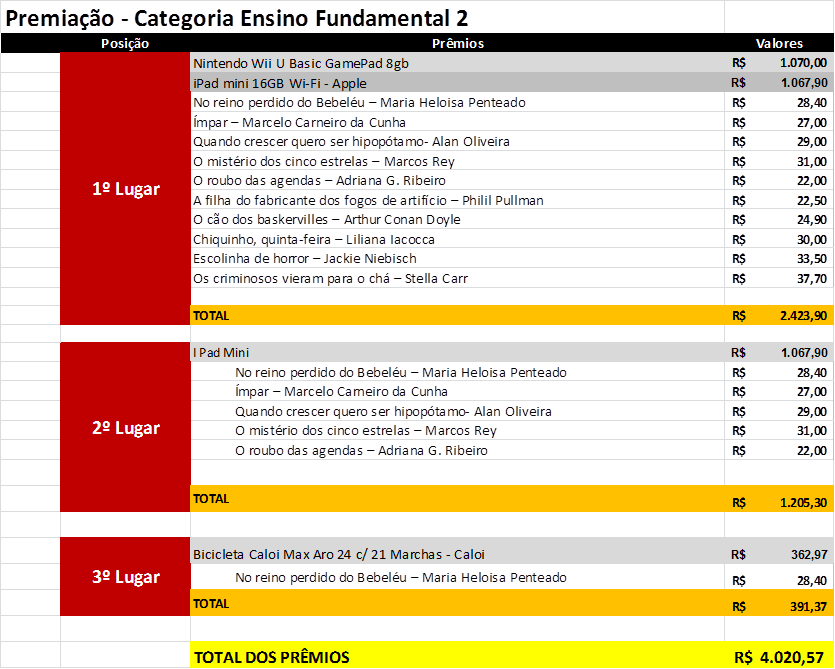 Premiação - Categoria Ensino Fundamental 2
Posição Prêmios Valores
Nintendo Wii U Basic GamePad 8gb R$ 1.070,00
iPad mini 16GB Wi-Fi - Apple R$ 1.067,90
No reino perdido do Bebeléu – Maria Heloisa Penteado R$ 28,40
Ímpar – Marcelo Carneiro da Cunha R$ 27,00
Quando crescer quero ser hipopótamo- Alan Oliveira R$ 29,00
O mistério dos cinco estrelas – Marcos Rey R$ 31,00
1º Lugar
O roubo das agendas – Adriana G. Ribeiro R$ 22,00
A filha do fabricante dos fogos de artifício – Philil Pullman R$ 22,50
O cão dos baskervilles – Arthur Conan Doyle R$ 24,90
Chiquinho, quinta-feira – Liliana Iacocca R$ 30,00
Escolinha de horror – Jackie Niebisch R$ 33,50
Os criminosos vieram para o chá – Stella Carr R$ 37,70
TOTAL R$ 2.423,90
I Pad Mini R$ 1.067,90
No reino perdido do Bebeléu – Maria Heloisa Penteado R$ 28,40
Ímpar – Marcelo Carneiro da Cunha R$ 27,00
Quando crescer quero ser hipopótamo- Alan Oliveira R$ 29,00
2º Lugar
O mistério dos cinco estrelas – Marcos Rey R$ 31,00
O roubo das agendas – Adriana G. Ribeiro R$ 22,00
TOTAL R$ 1.205,30
Bicicleta Caloi Max Aro 24 c/ 21 Marchas - Caloi R$ 362,97
3º Lugar
No reino perdido do Bebeléu – Maria Heloisa Penteado R$ 28,40
TOTAL R$ 391,37
TOTAL DOS PRÊMIOS R$ 4.020,57